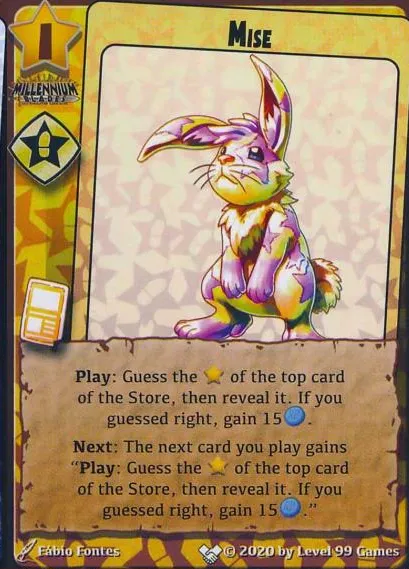 Mise
MILLENNIUM
BLADES
Play: Guess the of the top card
of the Store, then reveal it. If you
guessed right, gain 15 .
Next: The next card you play gains
“Play: Guess the of the top card
of the Store, then reveal it. If you
guessed right, gain 15 .”
Fábio Fontes
© 2020 by Level 99 Games